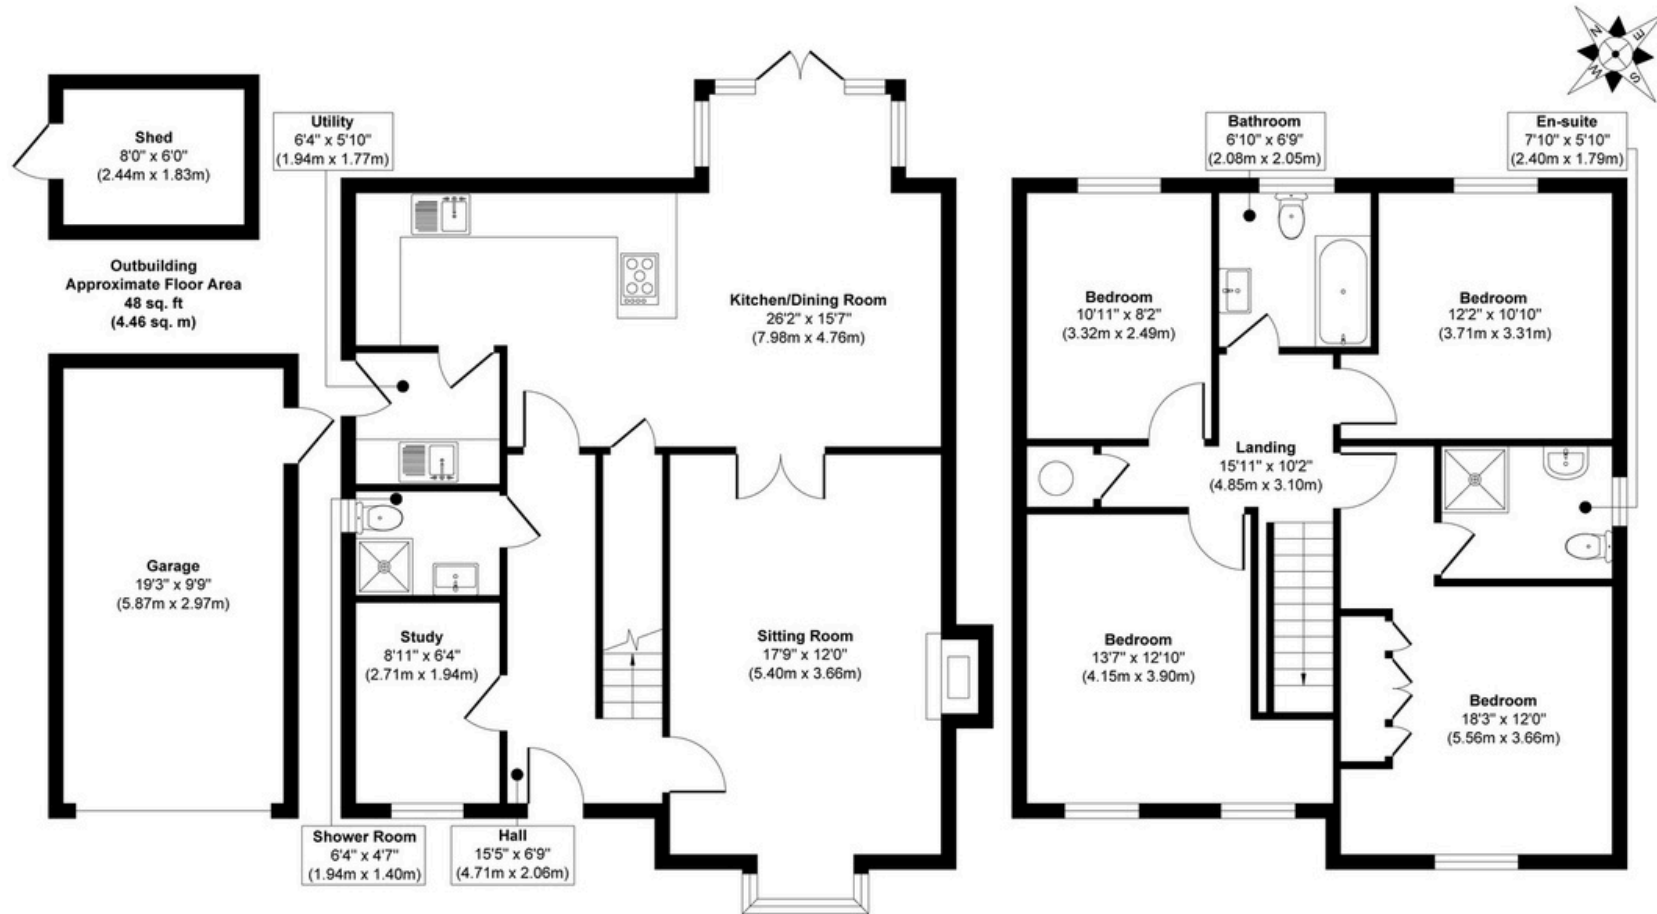 N
E
W
S
Shed
8'0" x 6'0"
(2.44m x 1.83m)
Utility
6'4" x 5'10"
(1.94m x 1.77m)
Outbuilding
Approximate Floor Area
48 sq. ft
(4.46 sq. m)
Kitchen/Dining Room
26'2" x 15'7"
(7.98m x 4.76m)
Garage
19'3" x 9'9"
(5.87m x 2.97m)
Study
8'11" x 6'4"
(2.71m x 1.94m)
Sitting Room
17'9" x 12'0"
(5.40m x 3.66m)
Shower Room
6'4" x 4'7"
(1.94m x 1.40m)
Hall
15'5" x 6'9"
(4.71m x 2.06m)
Bathroom
6'10" x 6'9"
(2.08m x 2.05m)
En-suite
7'10" x 5'10"
(2.40m x 1.79m)
Bedroom
10'11" x 8'2"
(3.32m x 2.49m)
Bedroom
12'2" x 10'10"
(3.71m x 3.31m)
Landing
15'11" x 10'2"
(4.85m x 3.10m)
Bedroom
13'7" x 12'10"
(4.15m x 3.90m)
Bedroom
18'3" x 12'0"
(5.56m x 3.66m)